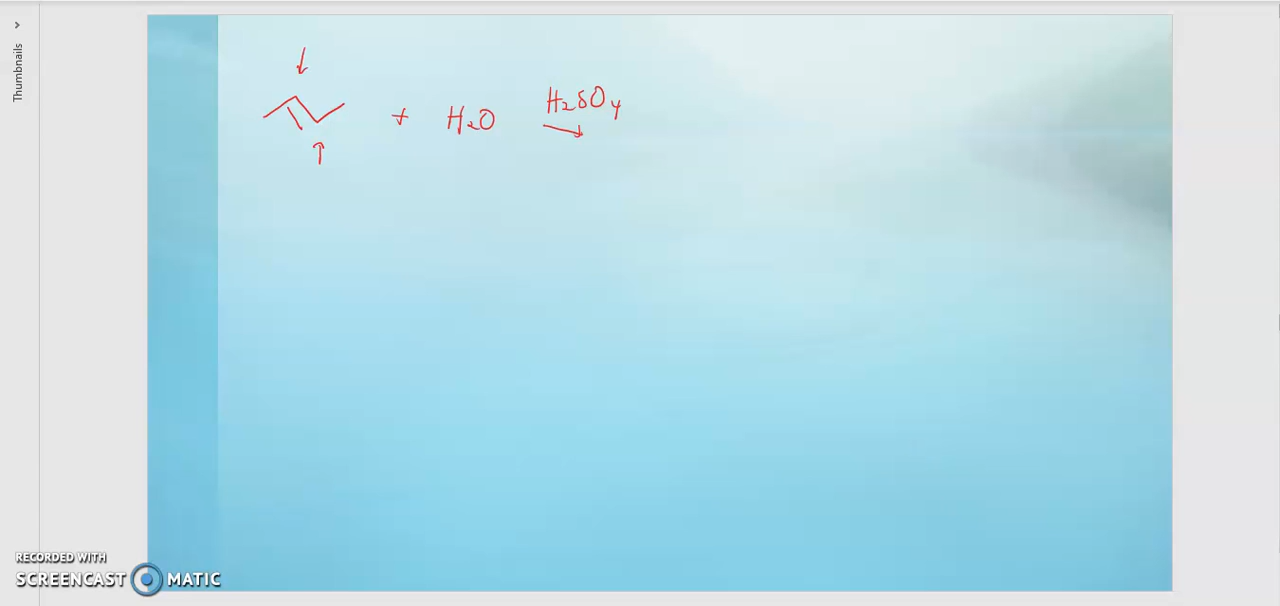 Thumbnails
+ H₂O H₂SO₄
RECORDED WITH
SCREENCAST MATIC